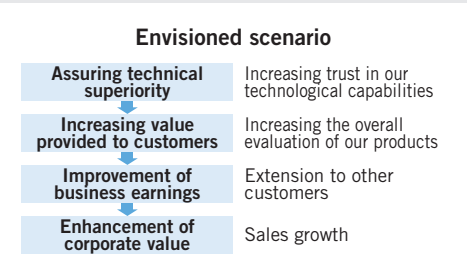 Envisioned scenario
Assuring technical
superiority
Increasing trust in our
technological capabilities
Increasing value
provided to customers
Increasing the overall
evaluation of our products
Improvement of
business earnings
Extension to other
customers
Enhancement of
corporate value
Sales growth